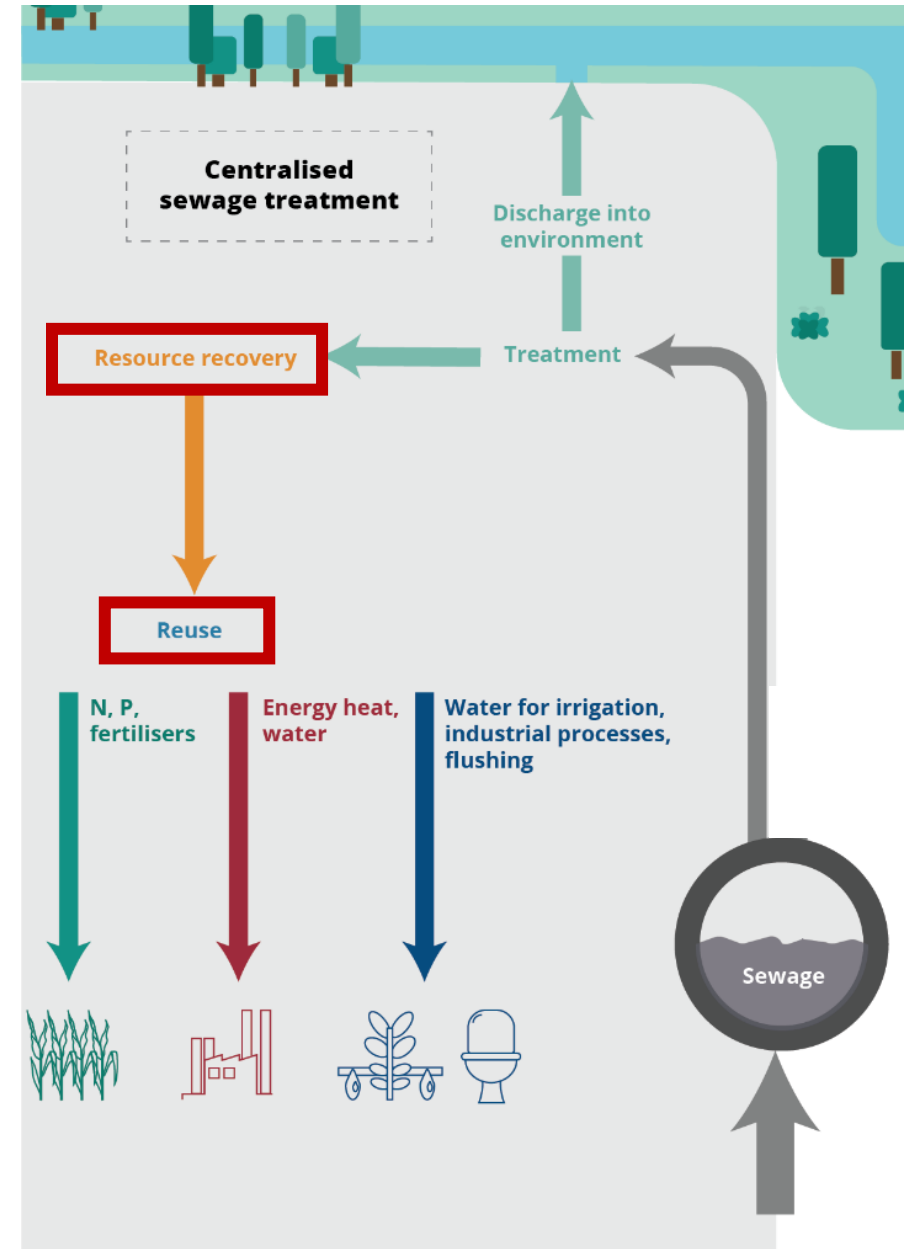 Centralised
sewage treatment
Discharge into
environment
Resource recovery
Treatment
Reuse
N, P,
fertilisers
Energy heat,
water
Water for irrigation,
industrial processes,
flushing
Sewage